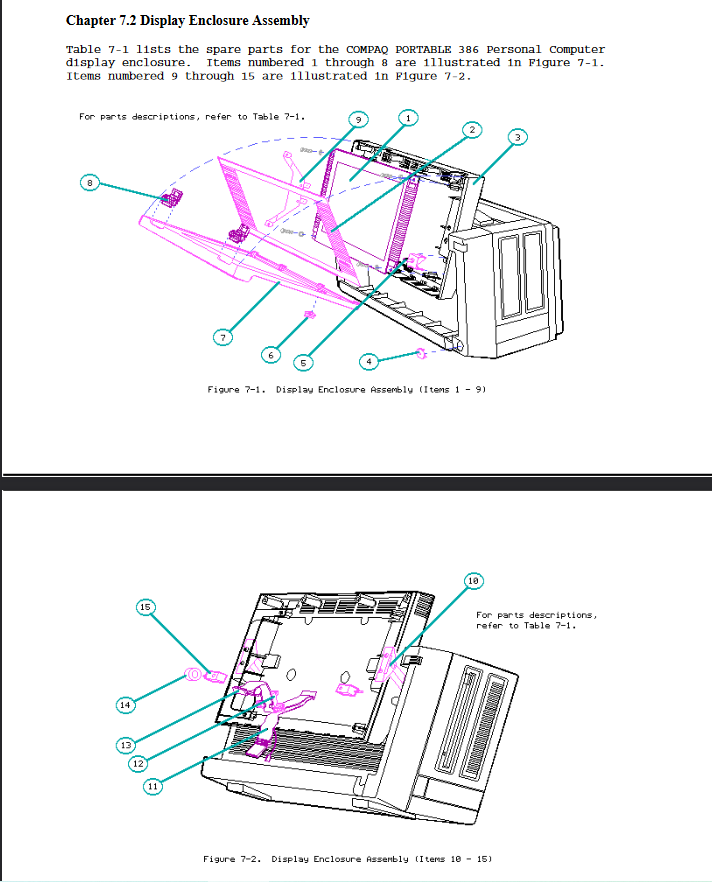 Chapter 7.2 Display Enclosure Assembly
Table 7-1 lists the spare parts for the COMPAQ PORTABLE 386 Personal Computer
display enclosure. Items numbered 1 through 8 are illustrated in Figure 7-1.
Items numbered 9 through 15 are illustrated in Figure 7-2.
For parts descriptions, refer to Table 7-1.
9
1
2
3
8
7
6
5
4
Figure 7-1. Display Enclosure Assembly (Items 1 - 9)
10
15
For parts descriptions,
refer to Table 7-1.
14
13
12
11
Figure 7-2. Display Enclosure Assembly (Items 10 - 15)